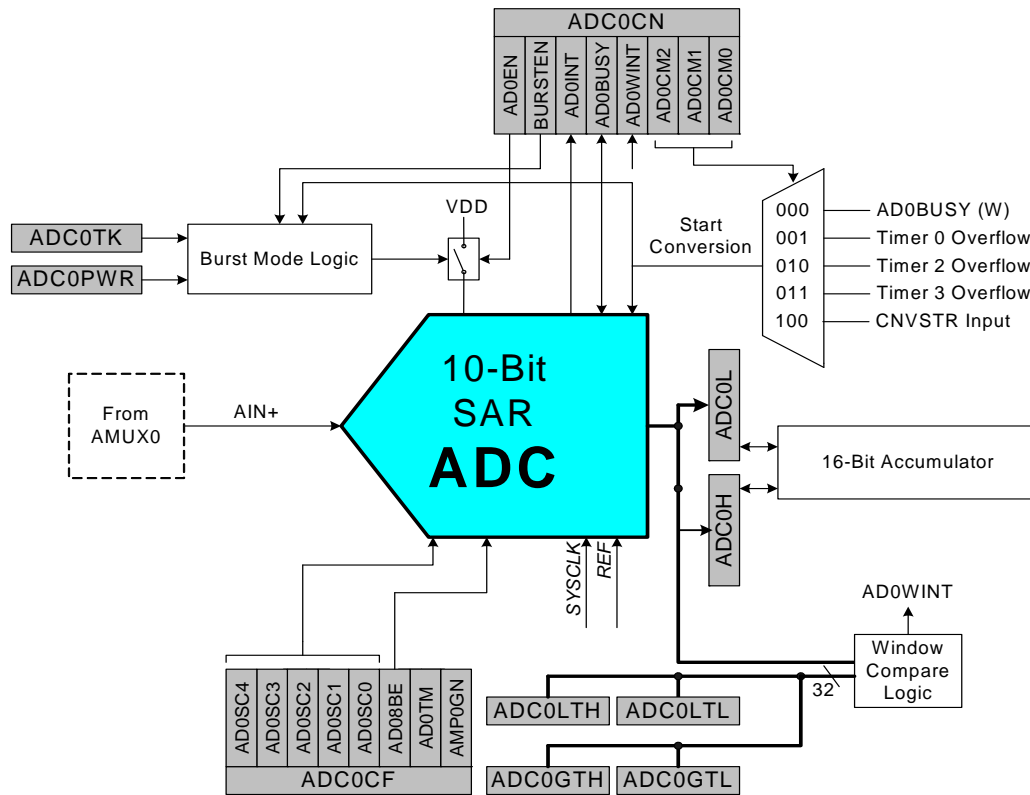 ADC0CN
AD0EN
BURSTEN
AD0INT
AD0BUSY
AD0WINT
AD0CM2
AD0CM1
AD0CM0
VDD
Start
Conversion
000
AD0BUSY (W)
001
Timer 0 Overflow
010
Timer 2 Overflow
011
Timer 3 Overflow
100
CNVSTR Input
ADC0TK
ADC0PWR
Burst Mode Logic
From
AMUX0
AIN+
10-Bit
SAR
ADC
ADC0L
ADC0H
16-Bit Accumulator
SYSCLK
REF
AD0WINT
Window
Compare
Logic
32
AD0SC4
AD0SC3
AD0SC2
AD0SC1
AD0SC0
AD08BE
AD0TM
AMP0GN
ADC0CF
ADC0LTH
ADC0LTL
ADC0GTH
ADC0GTL